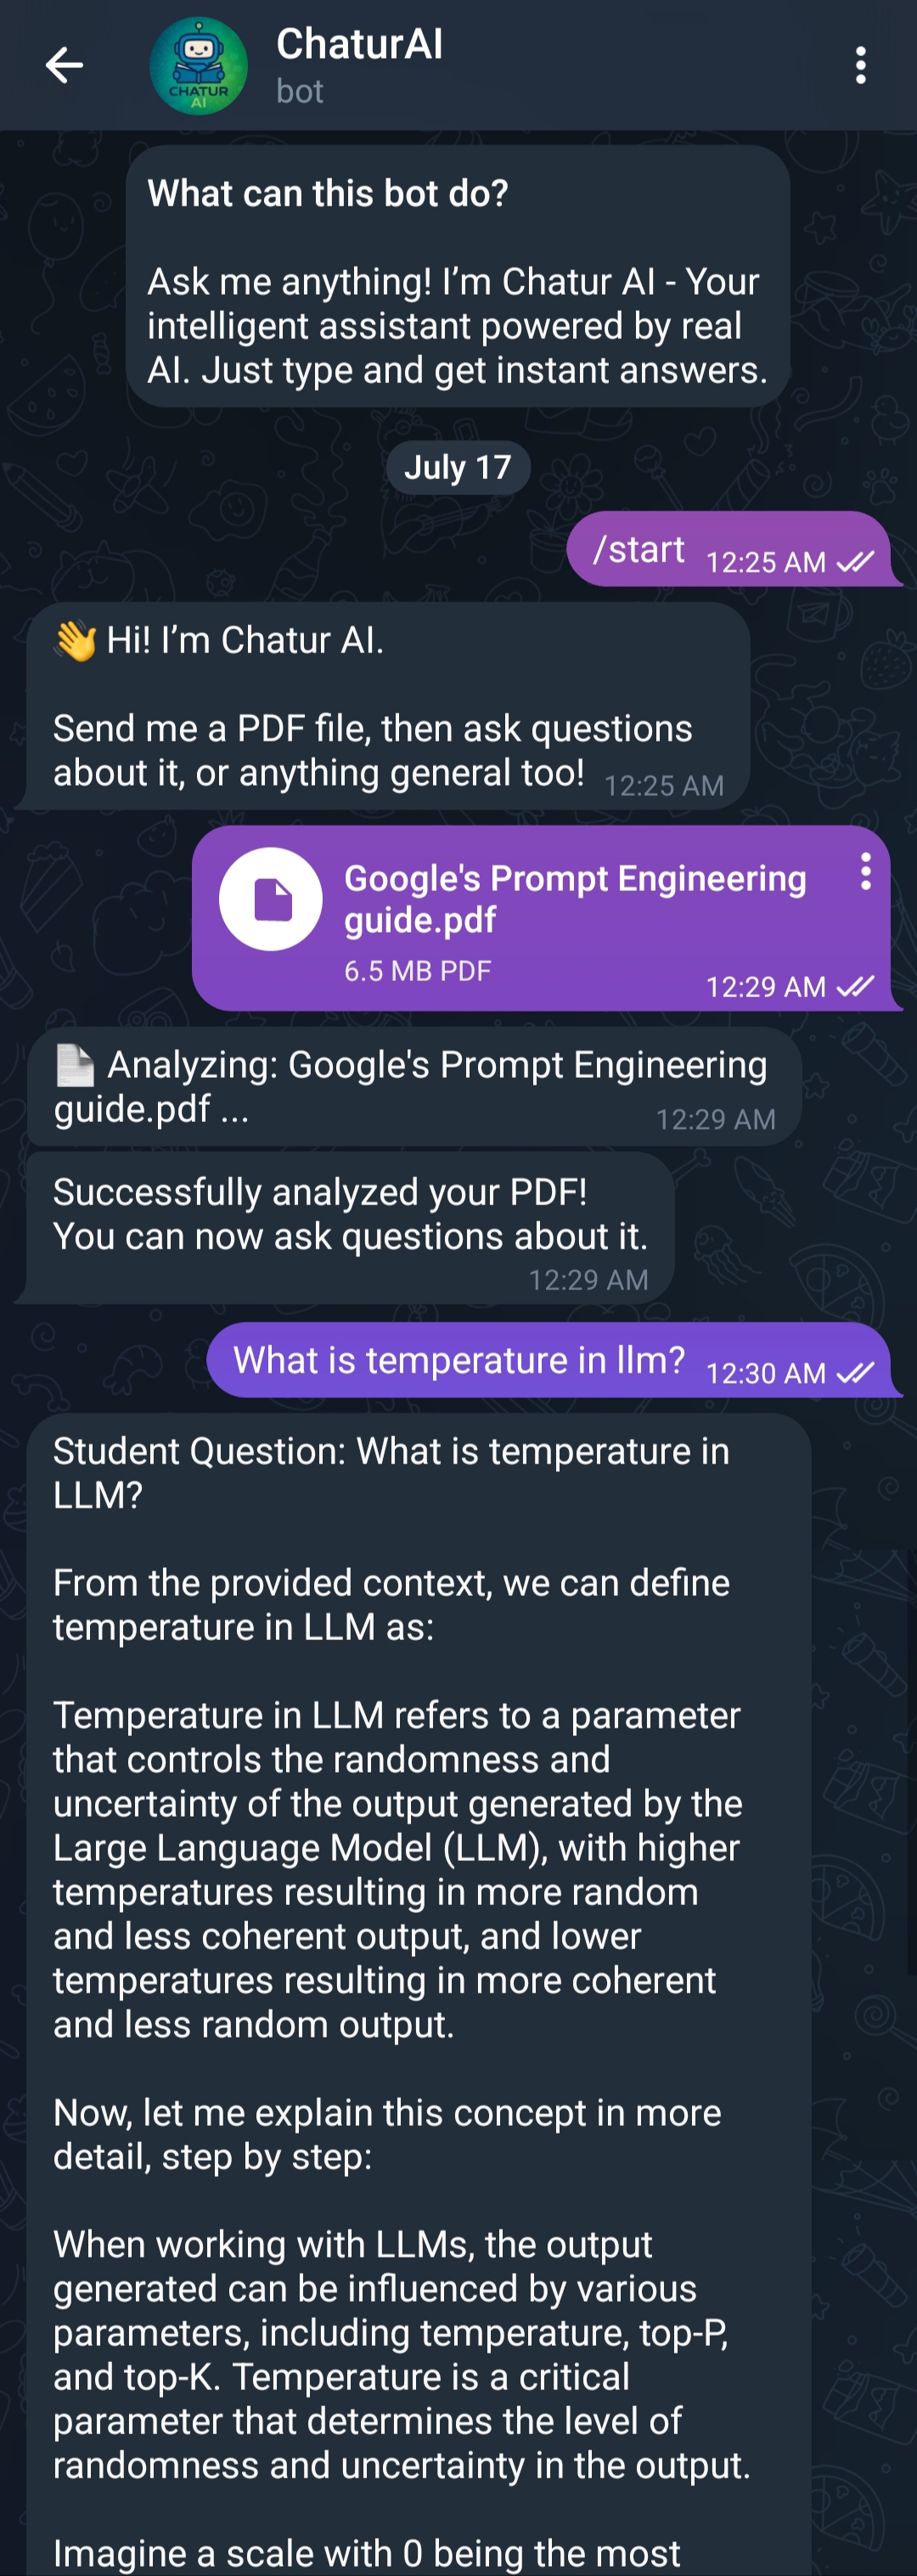 ChaturAI
bot
CHATUR
AI
What can this bot do?
Ask me anything! I’m Chatur AI - Your
intelligent assistant powered by real
AI. Just type and get instant answers.
July 17
/start 12:25 AM
👋 Hi! I’m Chatur AI.
Send me a PDF file, then ask questions
about it, or anything general too! 12:25 AM
Google's Prompt Engineering
guide.pdf
6.5 MB PDF
12:29 AM
📄 Analyzing: Google's Prompt Engineering
guide.pdf ... 12:29 AM
Successfully analyzed your PDF!
You can now ask questions about it.
12:29 AM
What is temperature in llm? 12:30 AM
Student Question: What is temperature in
LLM?
From the provided context, we can define
temperature in LLM as:
Temperature in LLM refers to a parameter
that controls the randomness and
uncertainty of the output generated by the
Large Language Model (LLM), with higher
temperatures resulting in more random
and less coherent output, and lower
temperatures resulting in more coherent
and less random output.
Now, let me explain this concept in more
detail, step by step:
When working with LLMs, the output
generated can be influenced by various
parameters, including temperature, top-P,
and top-K. Temperature is a critical
parameter that determines the level of
randomness and uncertainty in the output.
Imagine a scale with 0 being the most